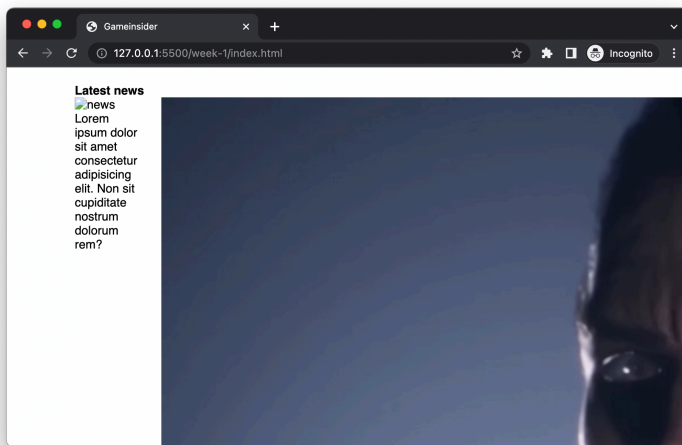 Gameinsider
127.0.0.1:5500/week-1/index.html
Incognito
Latest news
news
Lorem
ipsum dolor
sit amet
consectetur
adipisicing
elit. Non sit
cupiditate
nostrum
dolorum
rem?